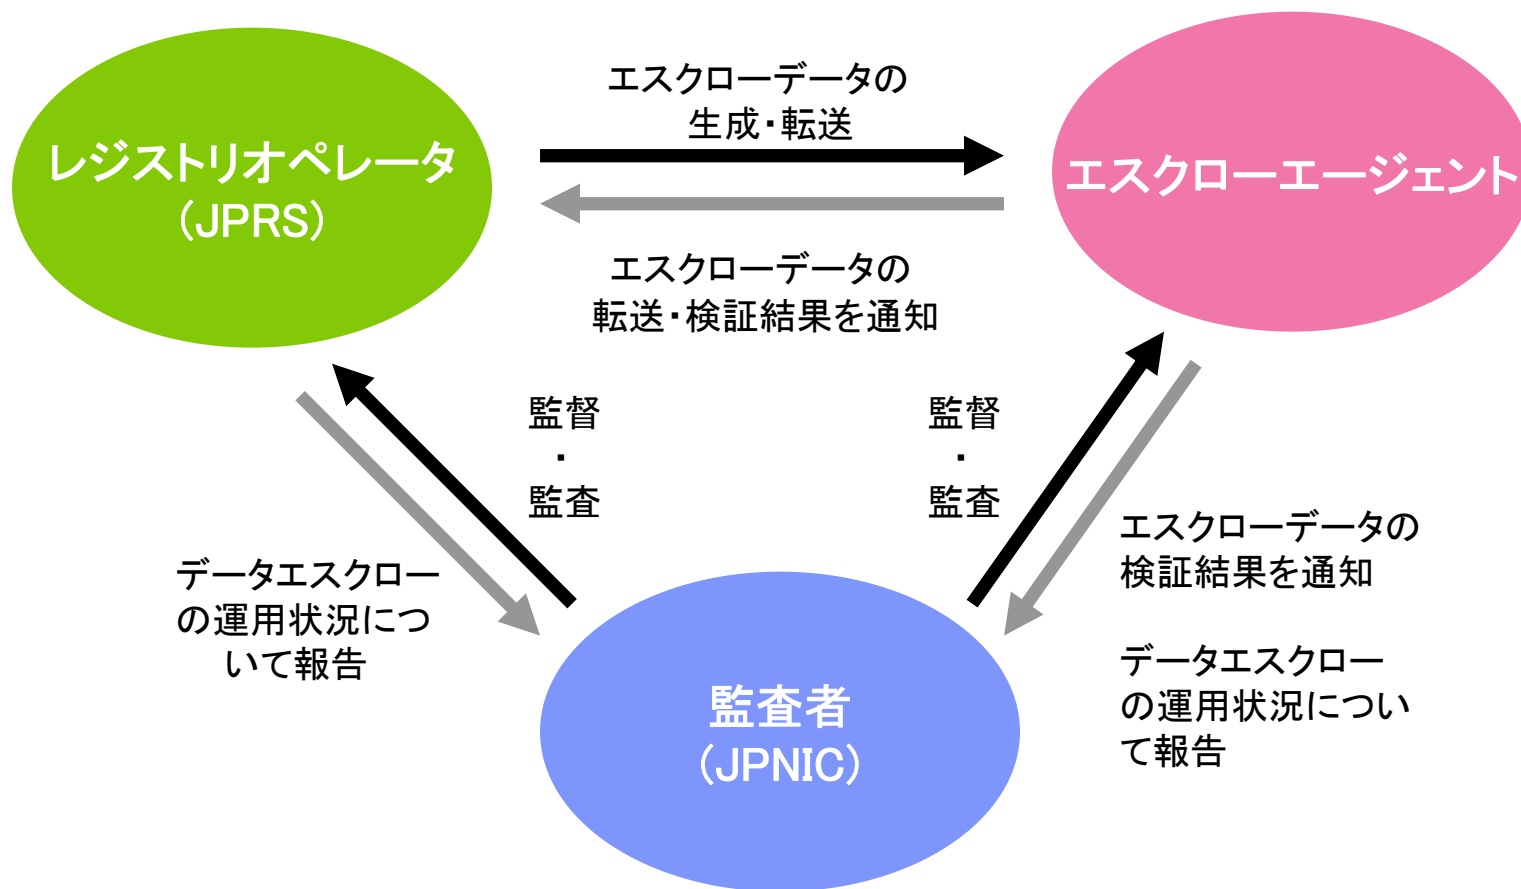 エスクローデータの
生成・転送
レジストリオペレータ
(JPRS)
エスクローエージェント
エスクローデータの
転送・検証結果を通知
監督
・
監査
監督
・
監査
データエスクロー
の運用状況につ
いて報告
エスクローデータの
検証結果を通知
データエスクロー
の運用状況につい
て報告
監査者
(JPNIC)